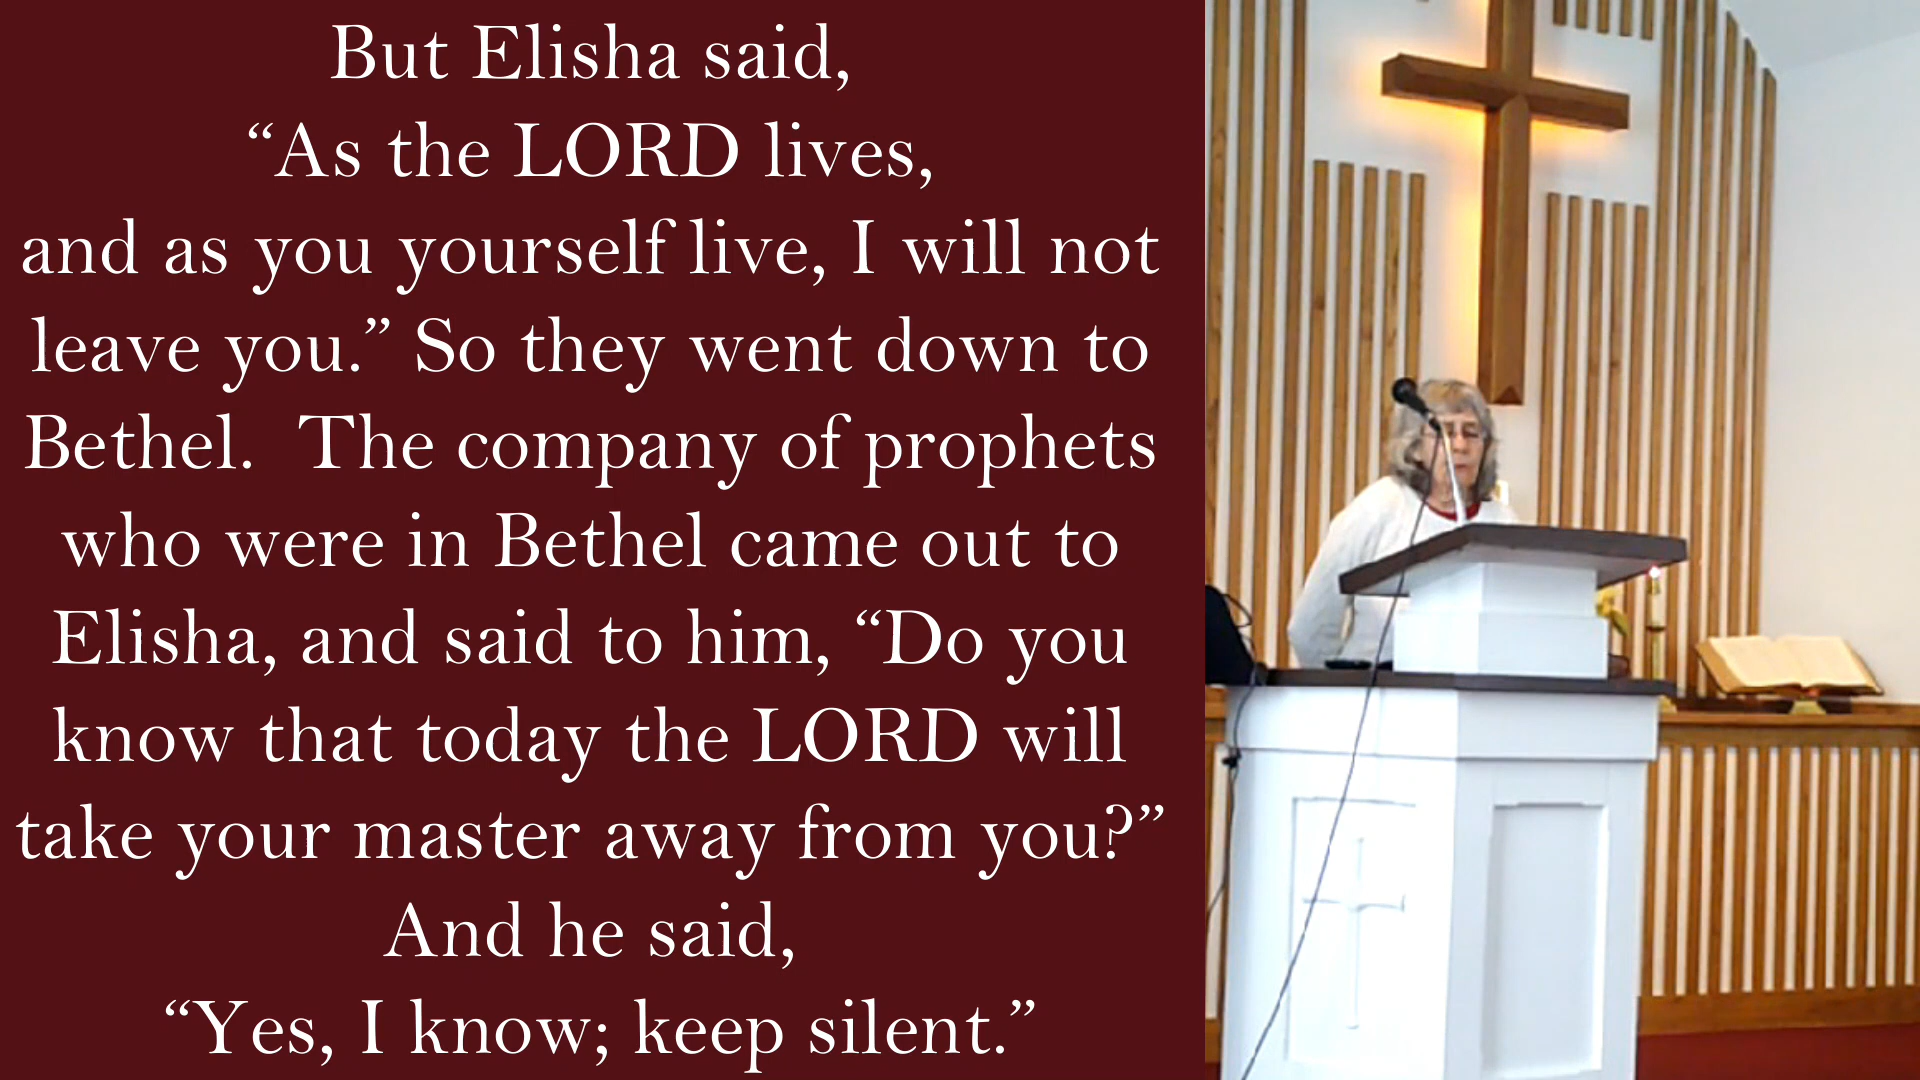 But Elisha said,
“As the LORD lives,
and as you yourself live, I will not
leave you.” So they went down to
Bethel.  The company of prophets
who were in Bethel came out to
Elisha, and said to him, “Do you
know that today the LORD will
take your master away from you?”
And he said,
“Yes, I know; keep silent.”